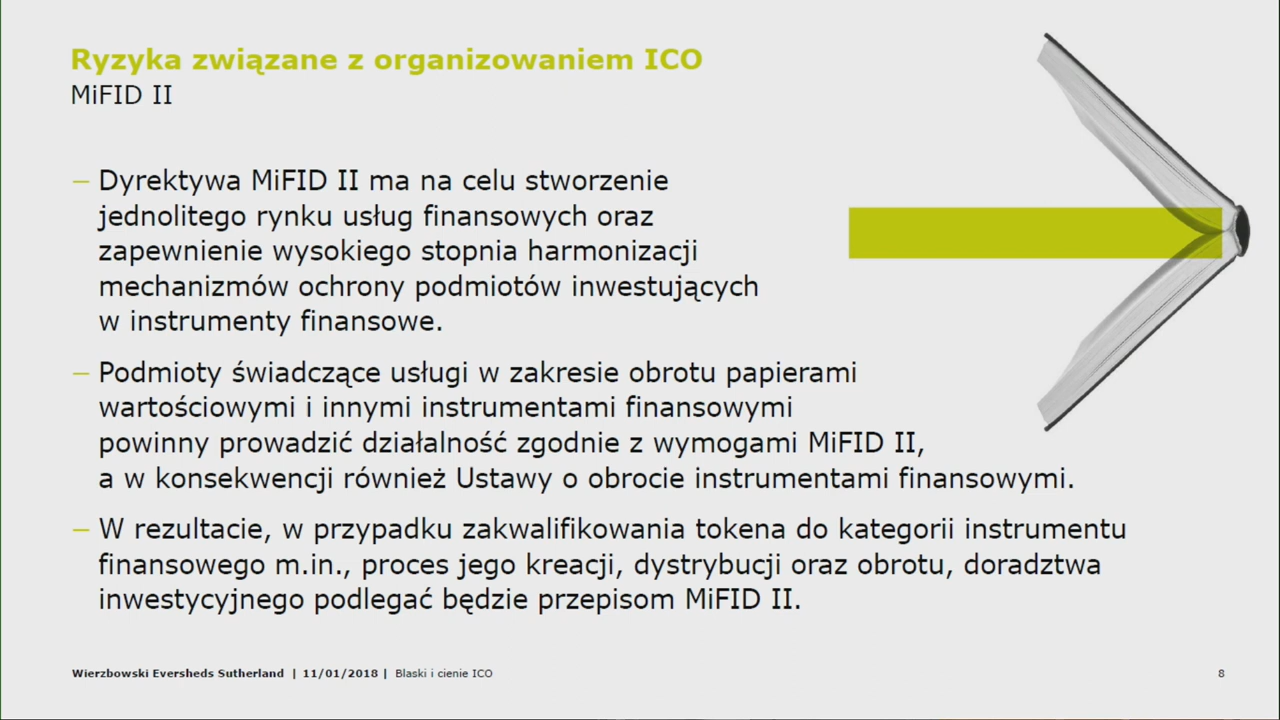 Ryzyka związane z organizowaniem ICO
MiFID II
– Dyrektywa MiFID II ma na celu stworzenie
jednolitego rynku usług finansowych oraz
zapewnienie wysokiego stopnia harmonizacji
mechanizmów ochrony podmiotów inwestujących
w instrumenty finansowe.
– Podmioty świadczące usługi w zakresie obrotu papierami
wartościowymi i innymi instrumentami finansowymi
powinny prowadzić działalność zgodnie z wymogami MiFID II,
a w konsekwencji również Ustawy o obrocie instrumentami finansowymi.
– W rezultacie, w przypadku zakwalifikowania tokena do kategorii instrumentu
finansowego m.in., proces jego kreacji, dystrybucji oraz obrotu, doradztwa
inwestycyjnego podlegać będzie przepisom MiFID II.
Wierzbowski Eversheds Sutherland | 11/01/2018 | Blaski i cienie ICO
8